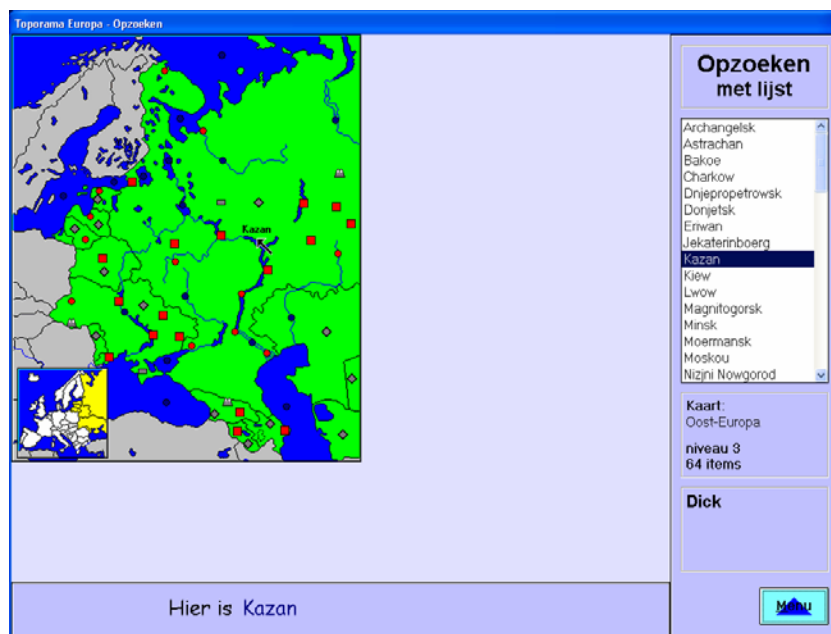 Toporama Europa - Opzoeken
Kazan
Opzoeken
met lijst
Archangelsk
Astrachan
Bakoe
Charkow
Dnjepropetrowsk
Donjetsk
Eriwan
Jekaterinboerg
Kazan
Kiew
Lwow
Magnitogorsk
Minsk
Moermansk
Moskou
Nizjni Nowgorod
Kaart:
Oost-Europa
niveau 3
64 items
Dick
Menu
Hier is Kazan